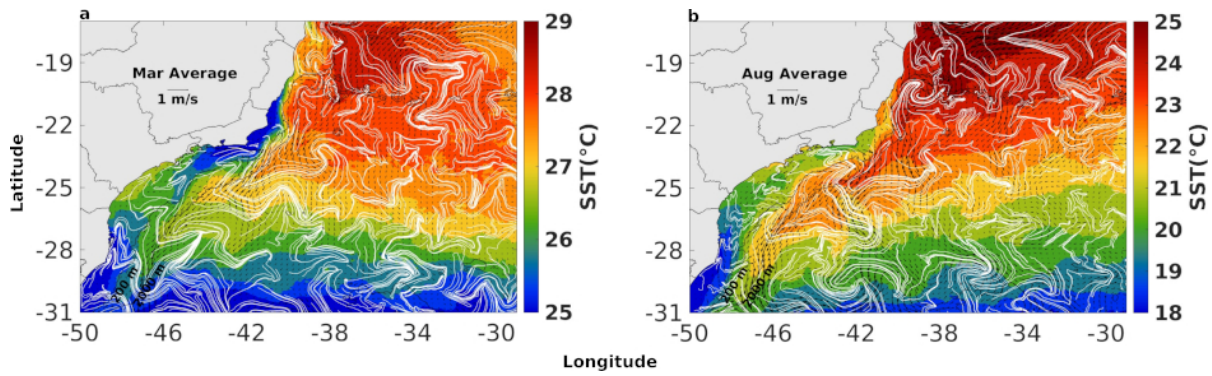 a
b
29
28
27
26
25
SST(°C)
25
24
23
22
21
20
19
18
SST(°C)
Latitude
-19
-22
-25
-28
-31
-19
-22
-25
-28
-31
Mar Average
1 m/s
Aug Average
1 m/s
200 m
2000 m
200 m
2000 m
-50
-46
-42
-38
-34
-30
-50
-46
-42
-38
-34
-30
Longitude